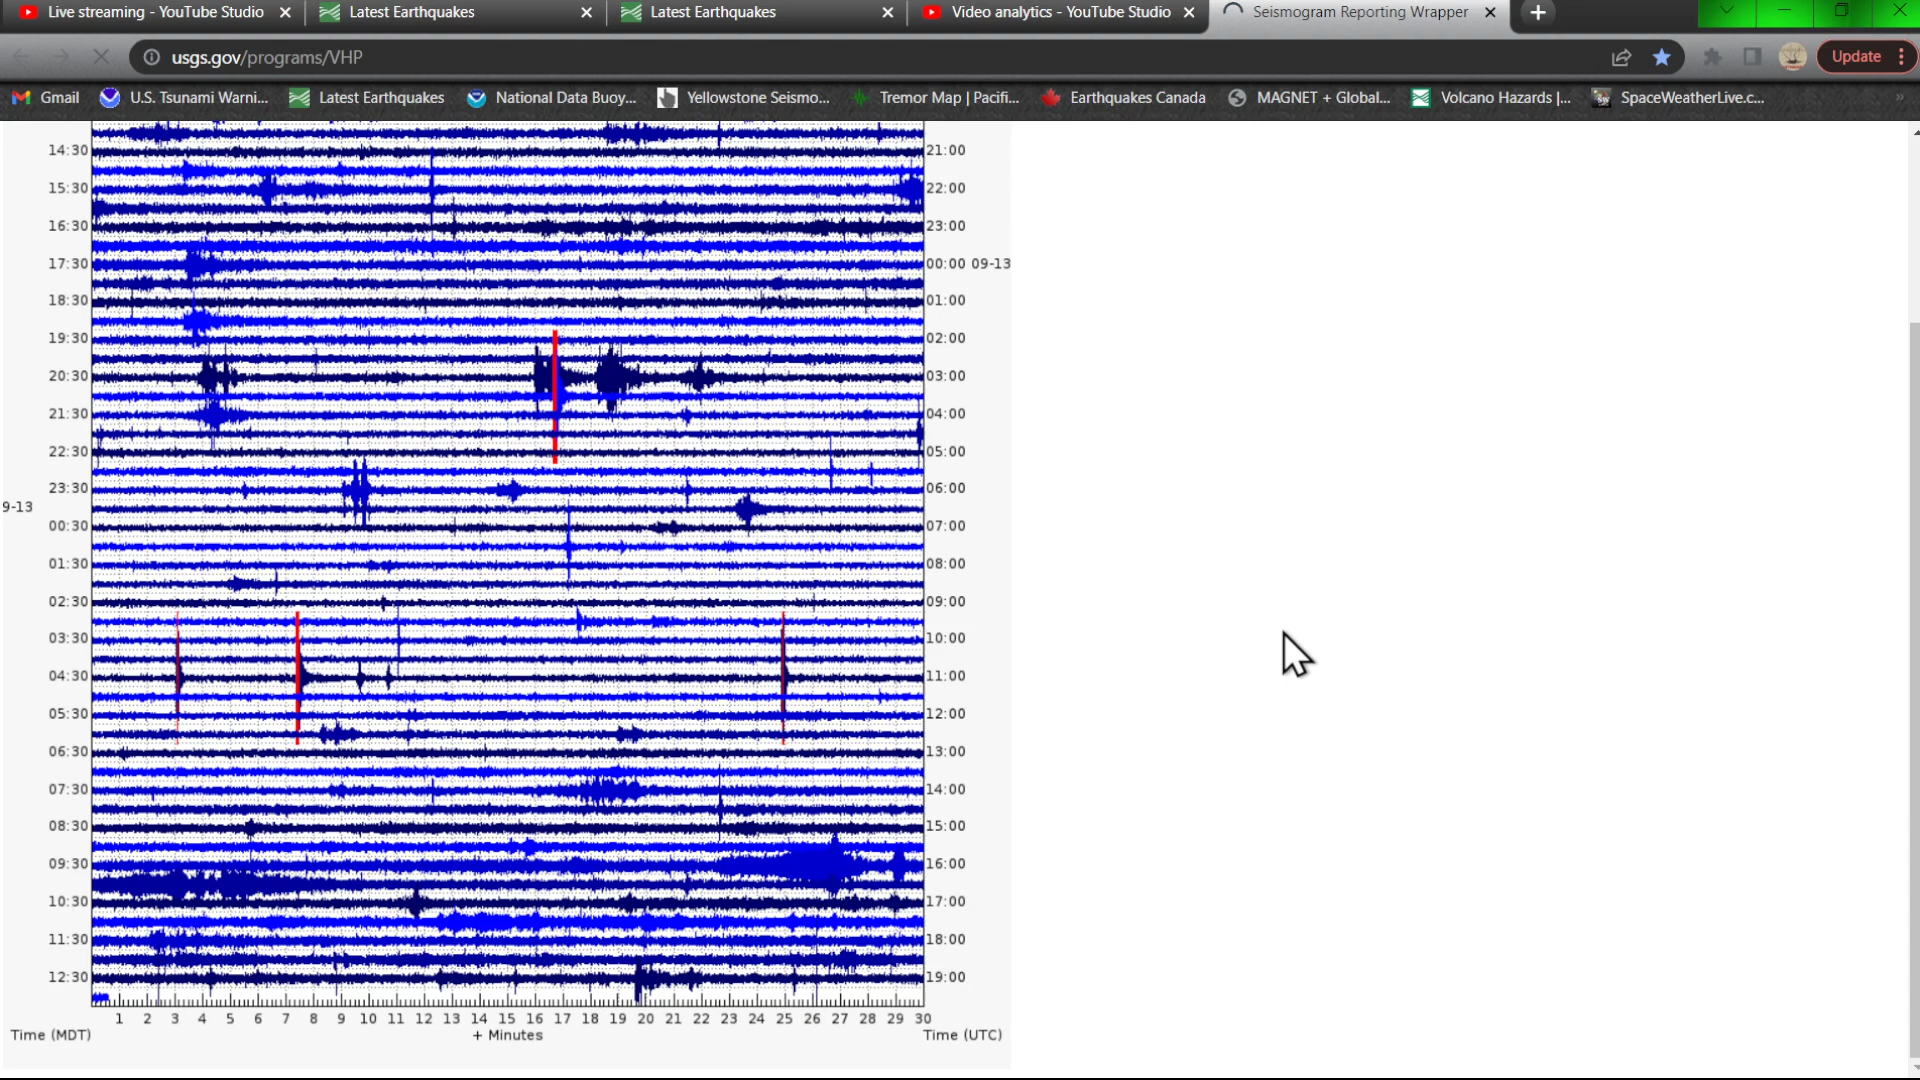 Live streaming - YouTube Studio
Latest Earthquakes
Latest Earthquakes
Video analytics - YouTube Studio
Seismogram Reporting Wrapper
usgs.gov/programs/VHP
Update
Gmail
U.S. Tsunami Warni...
Latest Earthquakes
National Data Buoy...
Yellowstone Seismo...
Tremor Map | Pacifi...
Earthquakes Canada
MAGNET + Global...
Volcano Hazards |...
SpaceWeatherLive.c...
14:30 21:00
15:30 22:00
16:30 23:00
17:30 00:00 09-13
18:30 01:00
19:30 02:00
20:30 03:00
21:30 04:00
22:30 05:00
23:30 06:00
9-13
00:30 07:00
01:30 08:00
02:30 09:00
03:30 10:00
04:30 11:00
05:30 12:00
06:30 13:00
07:30 14:00
08:30 15:00
09:30 16:00
10:30 17:00
11:30 18:00
12:30 19:00
1 2 3 4 5 6 7 8 9 10 11 12 13 14 15 16 17 18 19 20 21 22 23 24 25 26 27 28 29 30
Time (MDT) + Minutes Time (UTC)